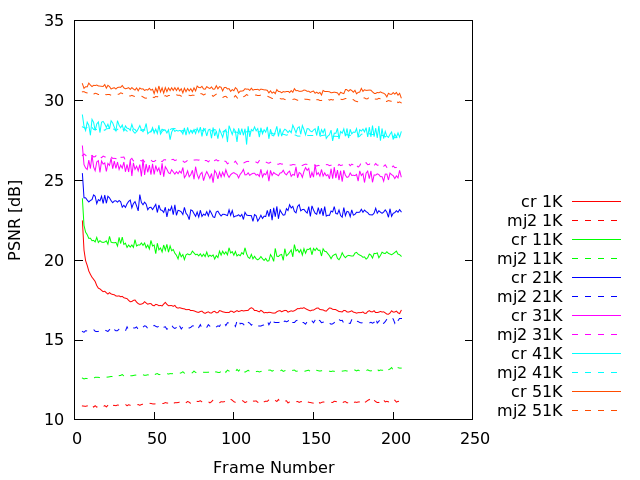 35
30
25
20
15
10
PSNR [dB]
0
50
100
150
200
250
Frame Number
cr 1K
mj2 1K
cr 11K
mj2 11K
cr 21K
mj2 21K
cr 31K
mj2 31K
cr 41K
mj2 41K
cr 51K
mj2 51K